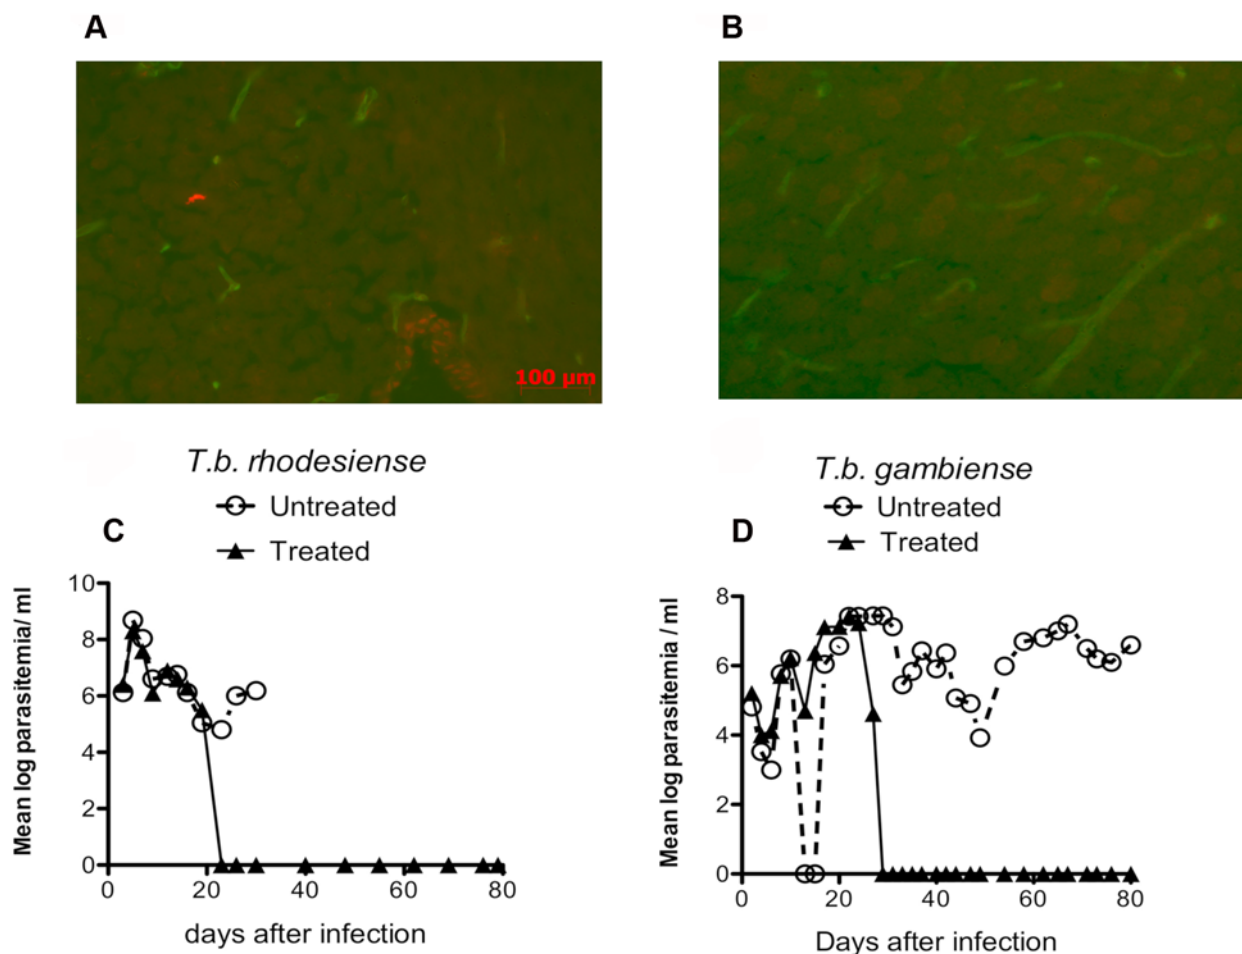 A
B
100 µm
T.b. rhodesiense
Untreated
Treated
T.b. gambiense
Untreated
Treated
C
Mean log parasitemia/ ml
10
8
6
4
2
0
0 20 40 60 80
days after infection
D
Mean log parasitemia / ml
8
6
4
2
0
0 20 40 60 80
Days after infection